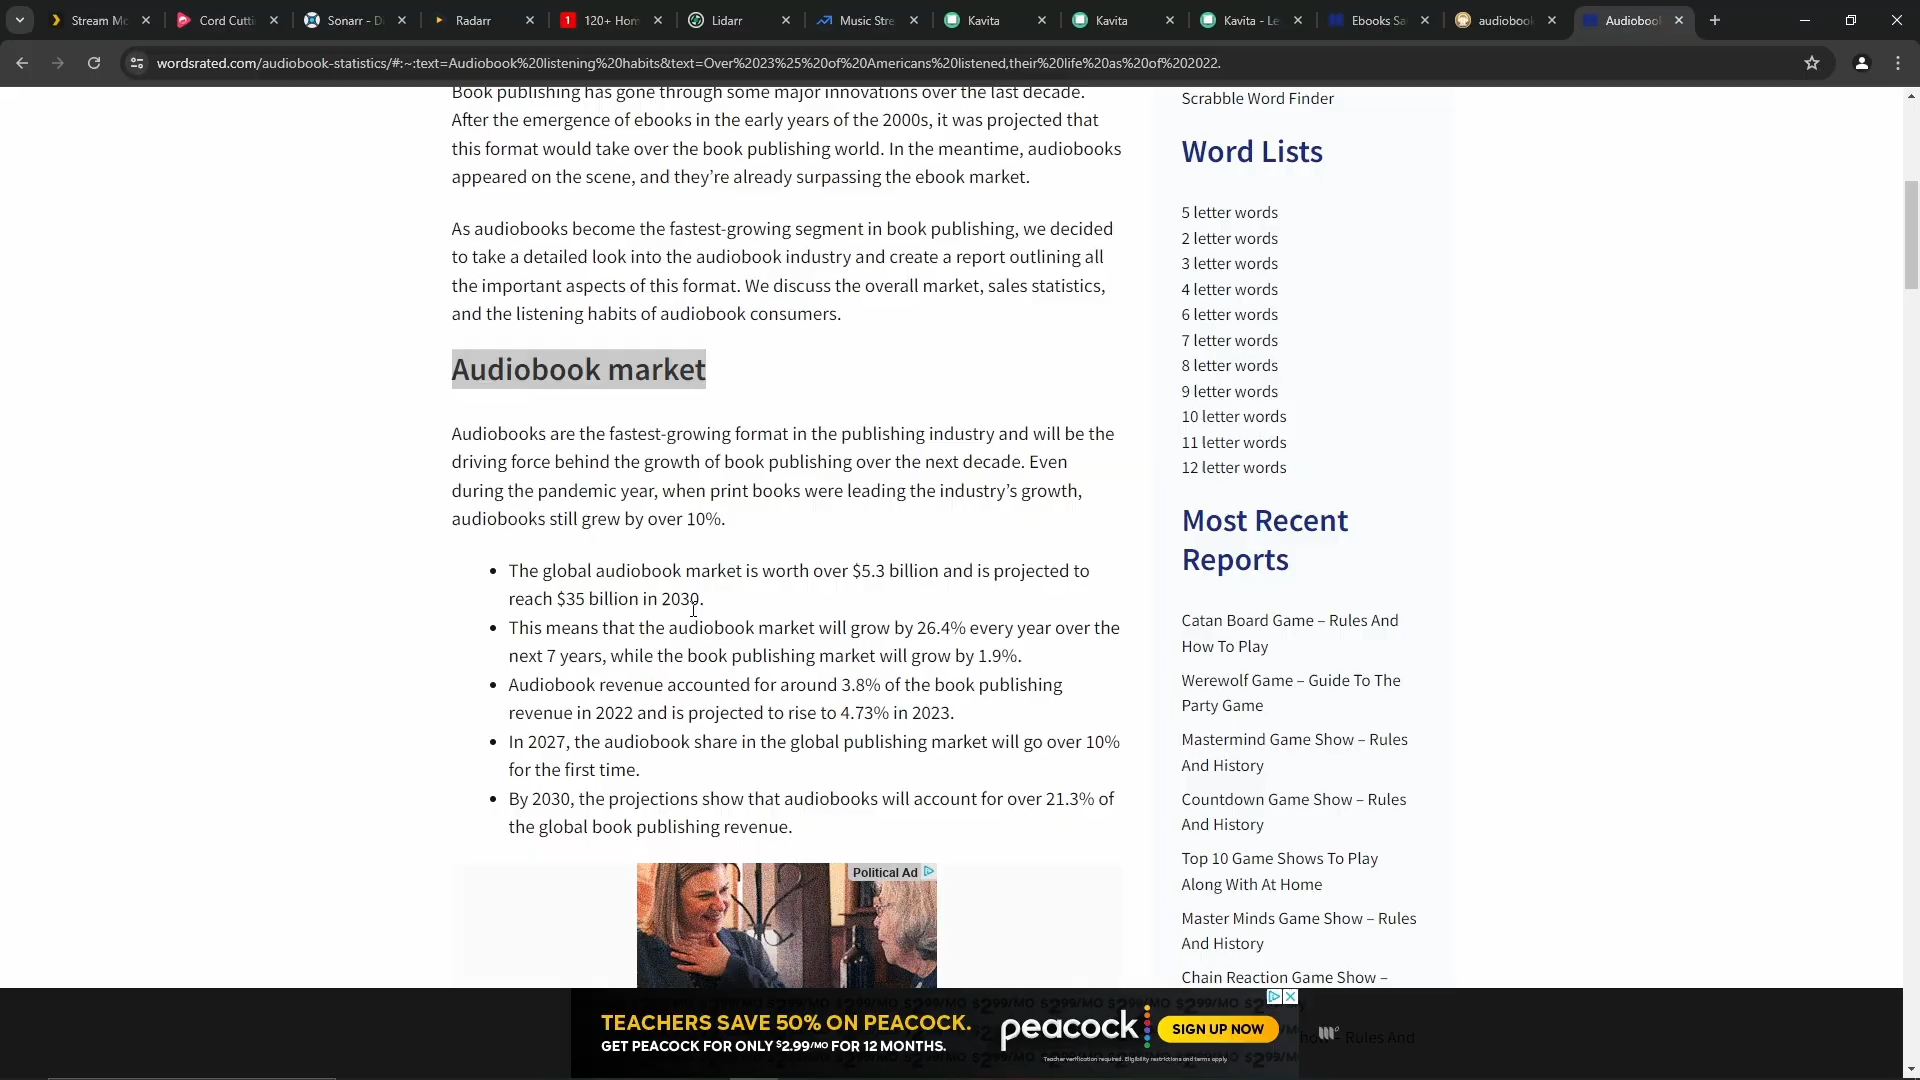 Stream Mo
Cord Cuttin
Sonarr - D
Radarr
120+ Hom
Lidarr
Music Stre
Kavita
Kavita
Kavita - Le
Ebooks Sa
audiobook
Audiobook
wordsrated.com/audiobook-statistics/#:~:text=Audiobook%20listening%20habits&text=Over%2023%25%20of%20Americans%20listened,their%20life%20as%20of%202022.
Book publishing has gone through some major innovations over the last decade.
After the emergence of ebooks in the early years of the 2000s, it was projected that
this format would take over the book publishing world. In the meantime, audiobooks
appeared on the scene, and they’re already surpassing the ebook market.
As audiobooks become the fastest-growing segment in book publishing, we decided
to take a detailed look into the audiobook industry and create a report outlining all
the important aspects of this format. We discuss the overall market, sales statistics,
and the listening habits of audiobook consumers.
Audiobook market
Audiobooks are the fastest-growing format in the publishing industry and will be the
driving force behind the growth of book publishing over the next decade. Even
during the pandemic year, when print books were leading the industry’s growth,
audiobooks still grew by over 10%.
• The global audiobook market is worth over $5.3 billion and is projected to
reach $35 billion in 2030.
• This means that the audiobook market will grow by 26.4% every year over the
next 7 years, while the book publishing market will grow by 1.9%.
• Audiobook revenue accounted for around 3.8% of the book publishing
revenue in 2022 and is projected to rise to 4.73% in 2023.
• In 2027, the audiobook share in the global publishing market will go over 10%
for the first time.
• By 2030, the projections show that audiobooks will account for over 21.3% of
the global book publishing revenue.
Political Ad
Scrabble Word Finder
Word Lists
5 letter words
2 letter words
3 letter words
4 letter words
6 letter words
7 letter words
8 letter words
9 letter words
10 letter words
11 letter words
12 letter words
Most Recent
Reports
Catan Board Game – Rules And
How To Play
Werewolf Game – Guide To The
Party Game
Mastermind Game Show – Rules
And History
Countdown Game Show – Rules
And History
Top 10 Game Shows To Play
Along With At Home
Master Minds Game Show – Rules
And History
Chain Reaction Game Show –
TEACHERS SAVE 50% ON PEACOCK.
GET PEACOCK FOR ONLY $2.99/MO FOR 12 MONTHS.
peacock
SIGN UP NOW
Teacher verification required. Eligibility restrictions and terms apply.
how – Rules And